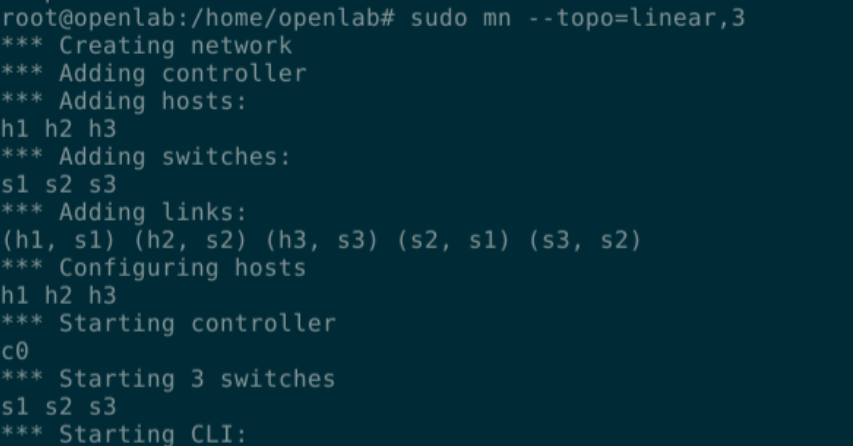 root@openlab:/home/openlab# sudo mn --topo=linear,3
*** Creating network
*** Adding controller
*** Adding hosts:
h1 h2 h3
*** Adding switches:
s1 s2 s3
*** Adding links:
(h1, s1) (h2, s2) (h3, s3) (s2, s1) (s3, s2)
*** Configuring hosts
h1 h2 h3
*** Starting controller
c0
*** Starting 3 switches
s1 s2 s3
*** Starting CLI: